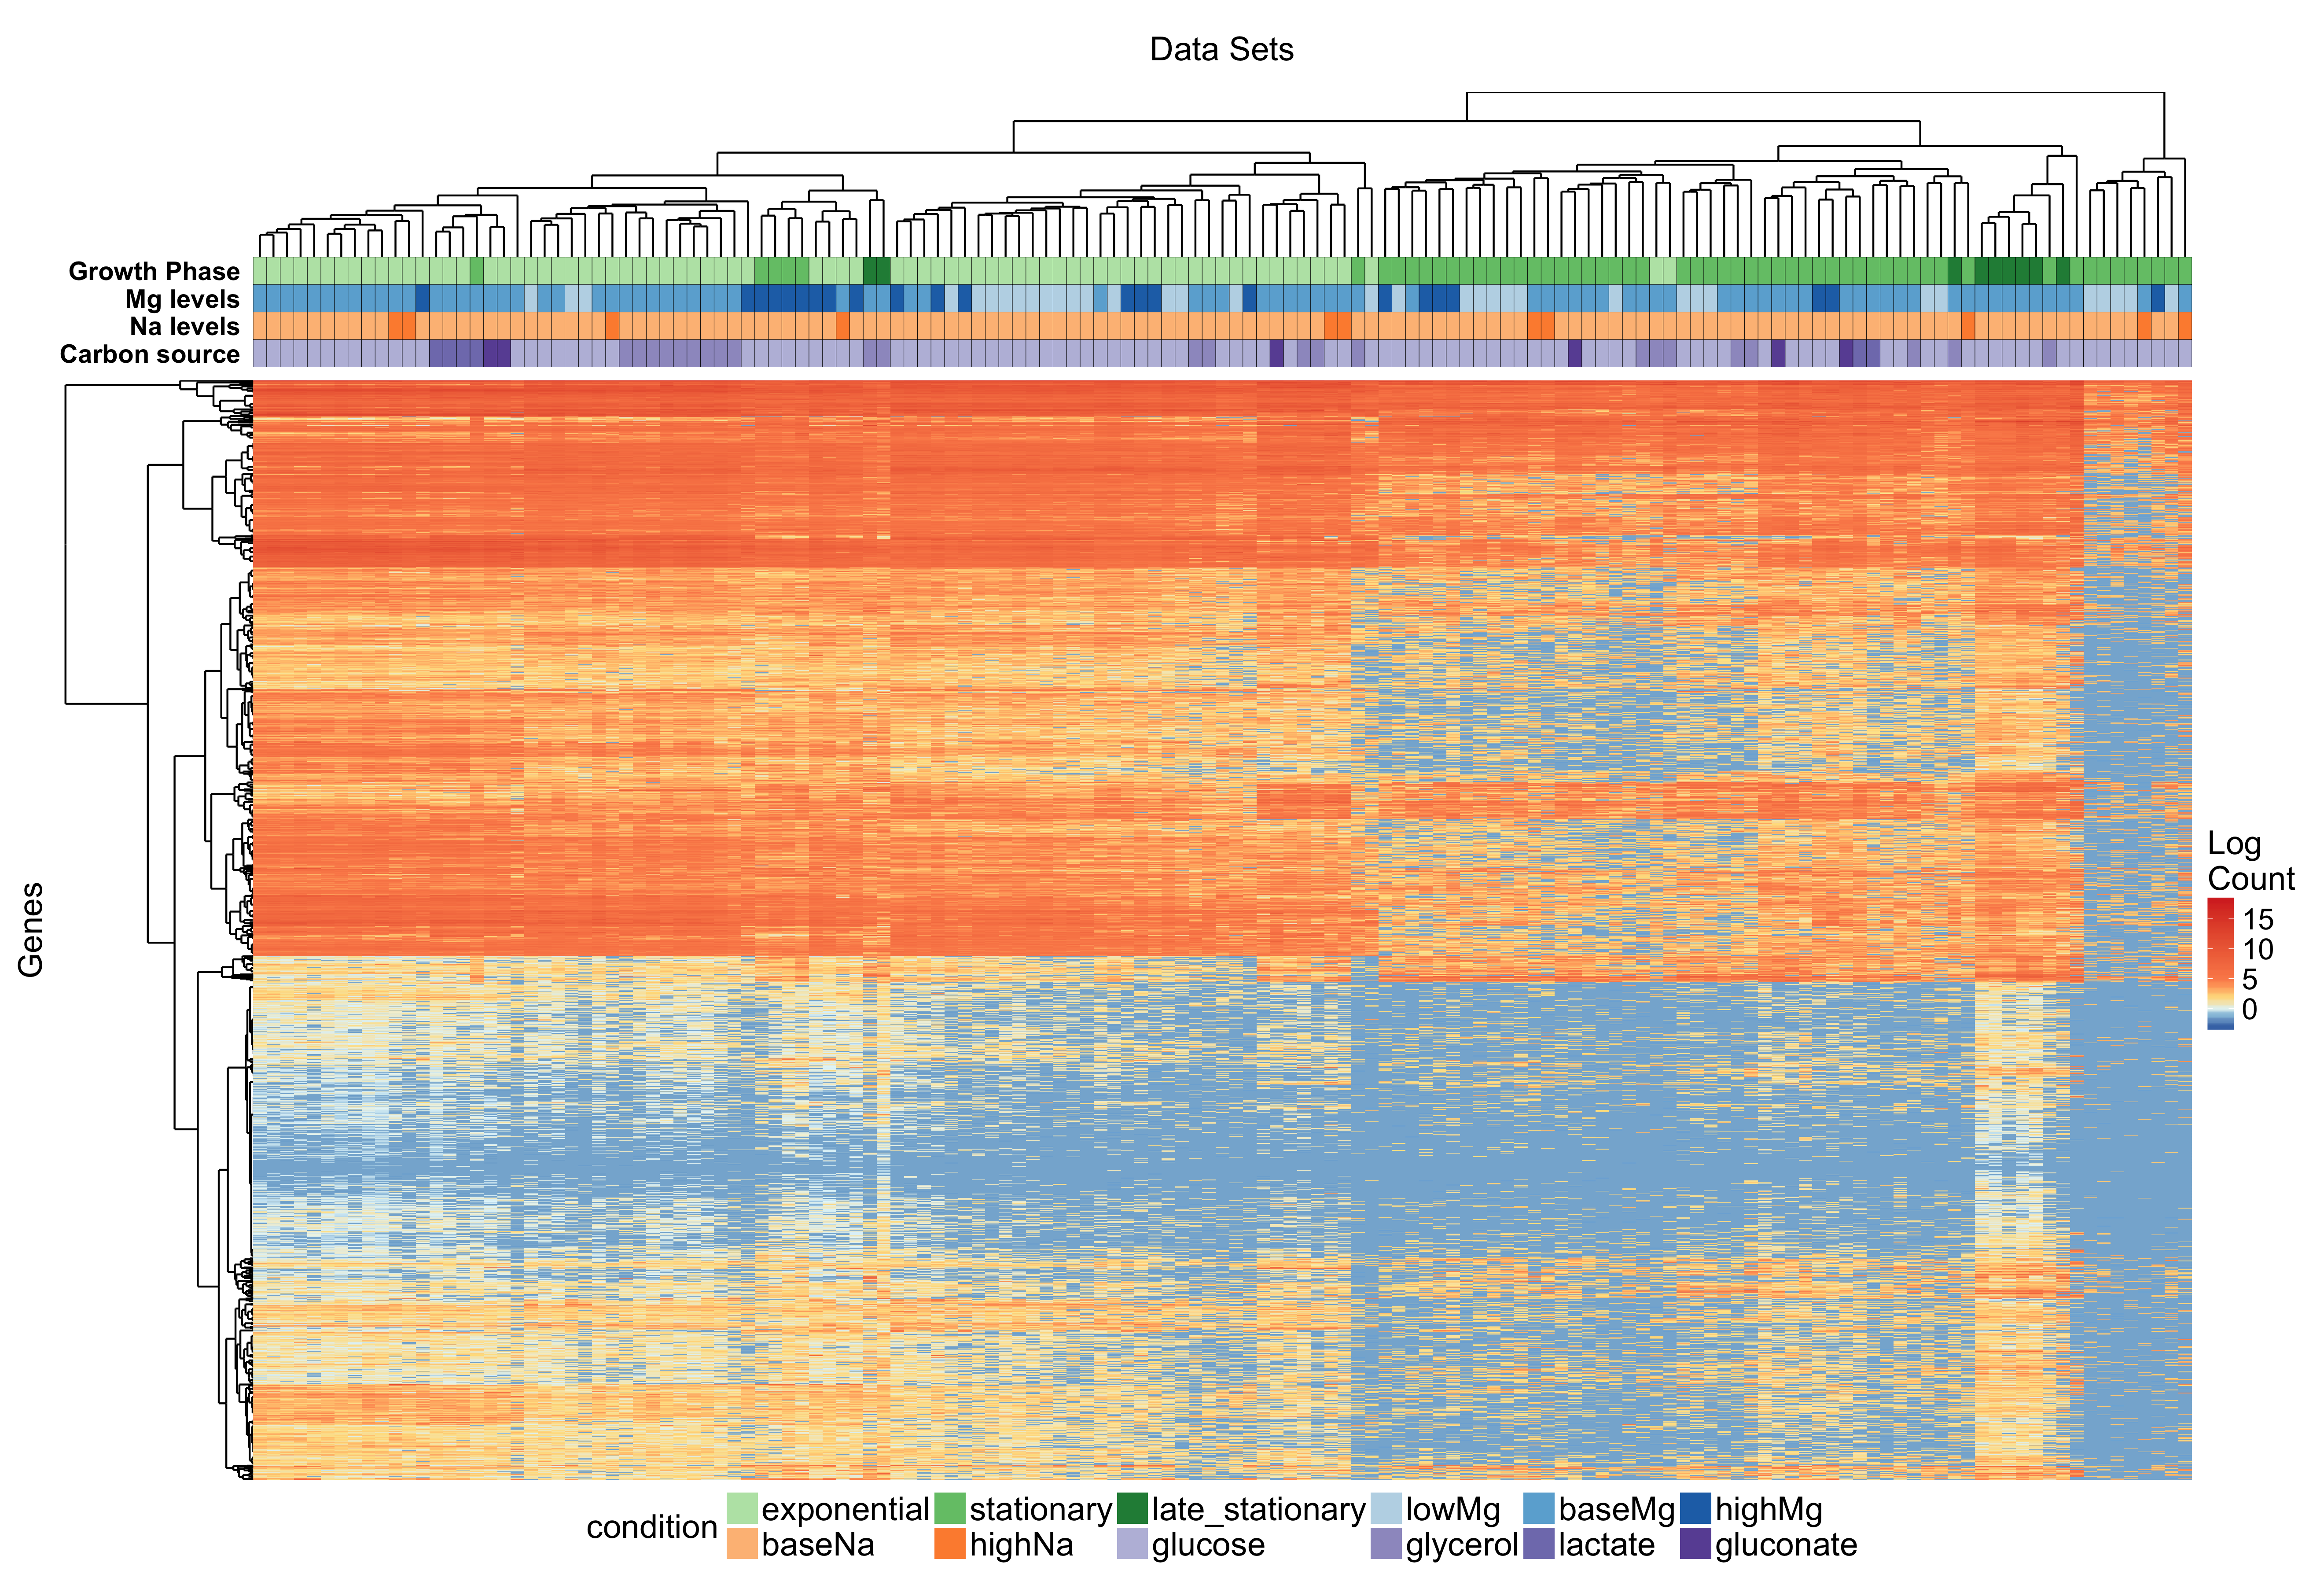 Data Sets
Growth Phase
Mg levels
Na levels
Carbon source
Genes
Log
Count
15
10
5
0
condition
exponential stationary late_stationary lowMg baseMg highMg
baseNa highNa glucose glycerol lactate gluconate